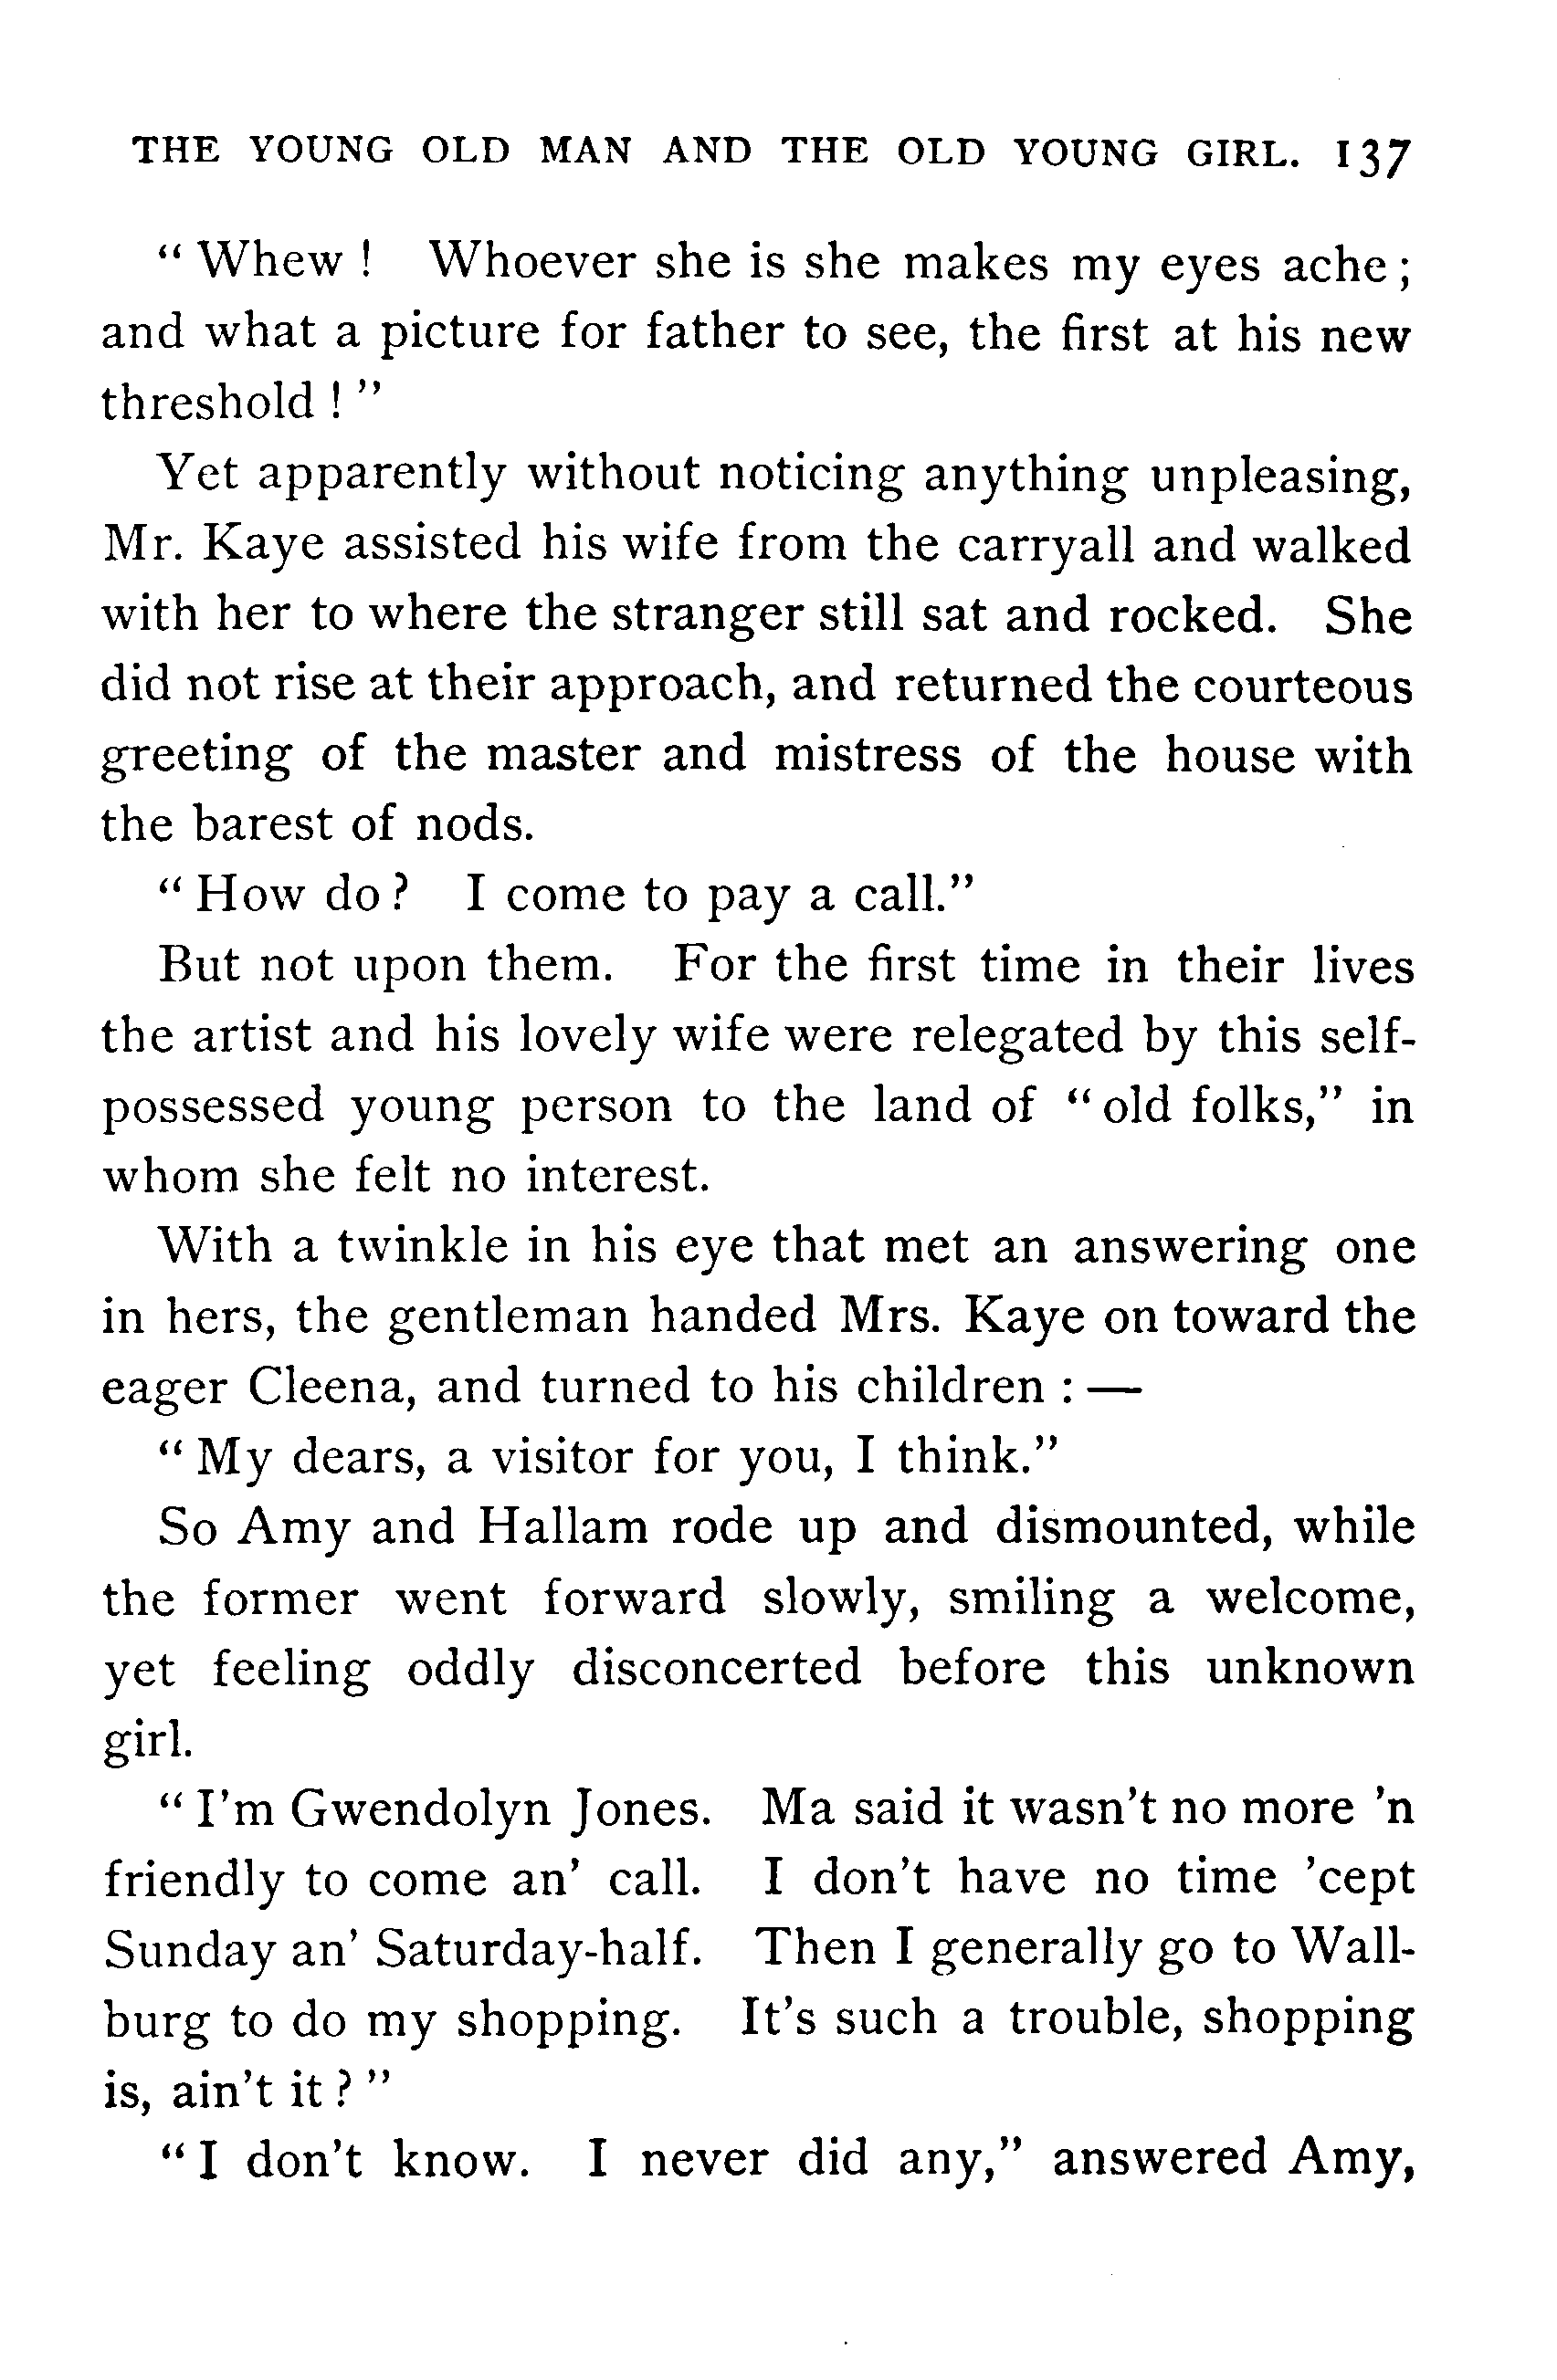 THE YOUNG OLD MAN AND THE OLD YOUNG GIRL. 137
“ Whew ! Whoever she is she makes my eyes ache ;
and what a picture for father to see, the first at his new
threshold ! ”
Yet apparently without noticing anything unpleasing,
Mr. Kaye assisted his wife from the carryall and walked
with her to where the stranger still sat and rocked. She
did not rise at their approach, and returned the courteous
greeting of the master and mistress of the house with
the barest of nods.
“ How do ? I come to pay a call.”
But not upon them. For the first time in their lives
the artist and his lovely wife were relegated by this self-
possessed young person to the land of “ old folks,” in
whom she felt no interest.
With a twinkle in his eye that met an answering one
in hers, the gentleman handed Mrs. Kaye on toward the
eager Cleena, and turned to his children : —
“ My dears, a visitor for you, I think.”
So Amy and Hallam rode up and dismounted, while
the former went forward slowly, smiling a welcome,
yet feeling oddly disconcerted before this unknown
girl.
“ I’m Gwendolyn Jones. Ma said it wasn’t no more ’n
friendly to come an’ call. I don’t have no time ’cept
Sunday an’ Saturday-half. Then I generally go to Wall-
burg to do my shopping. It’s such a trouble, shopping
is, ain’t it ? ”
“ I don’t know. I never did any,” answered Amy,